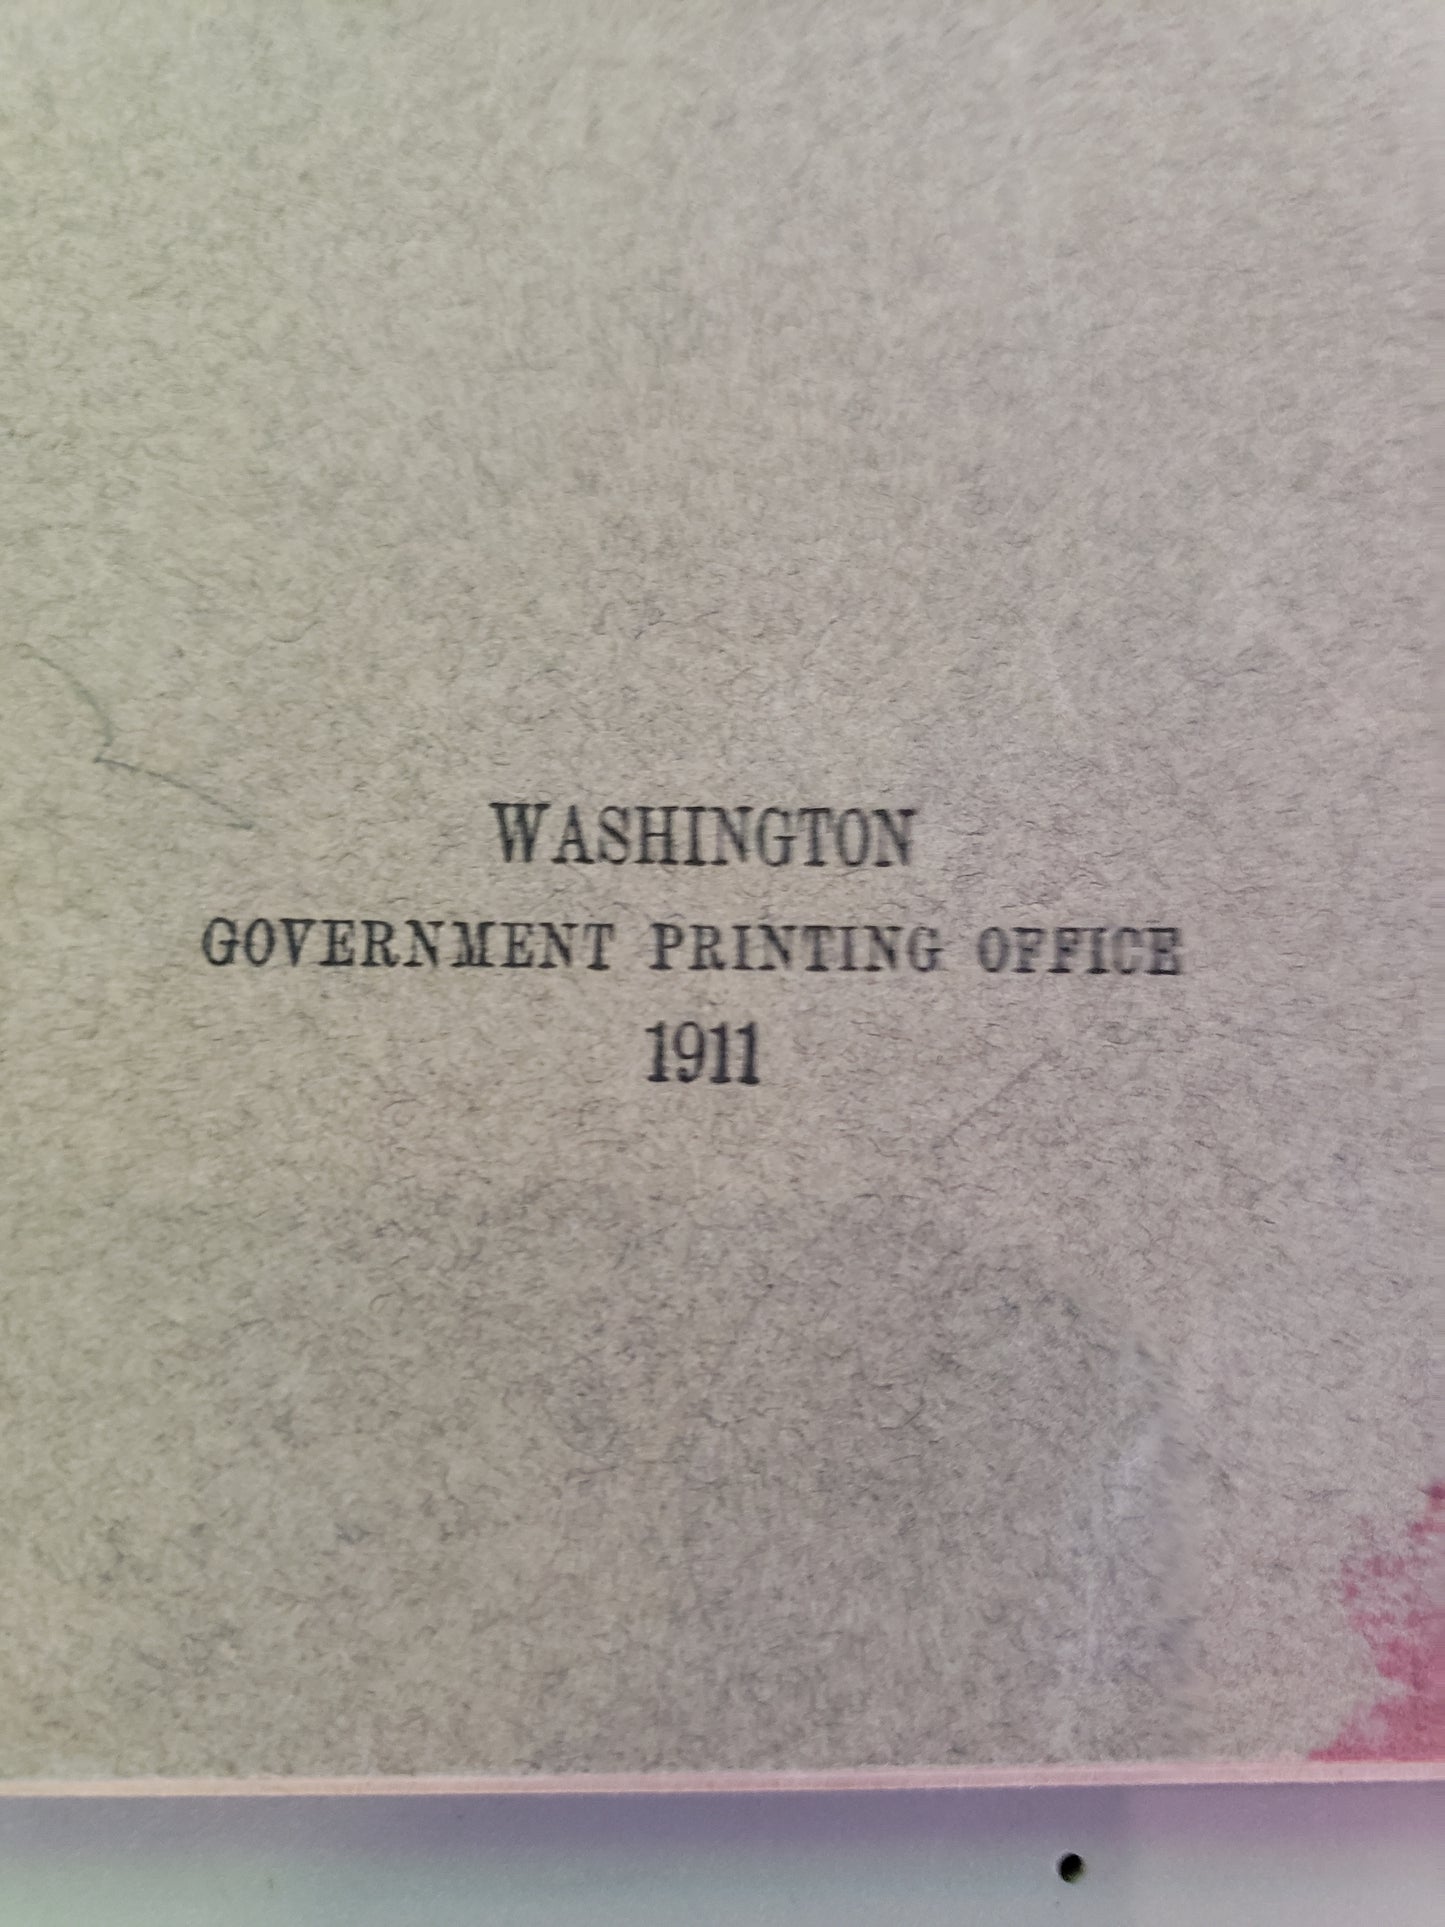 WASHINGTON
GOVERNMENT PRINTING OFFICE
1911